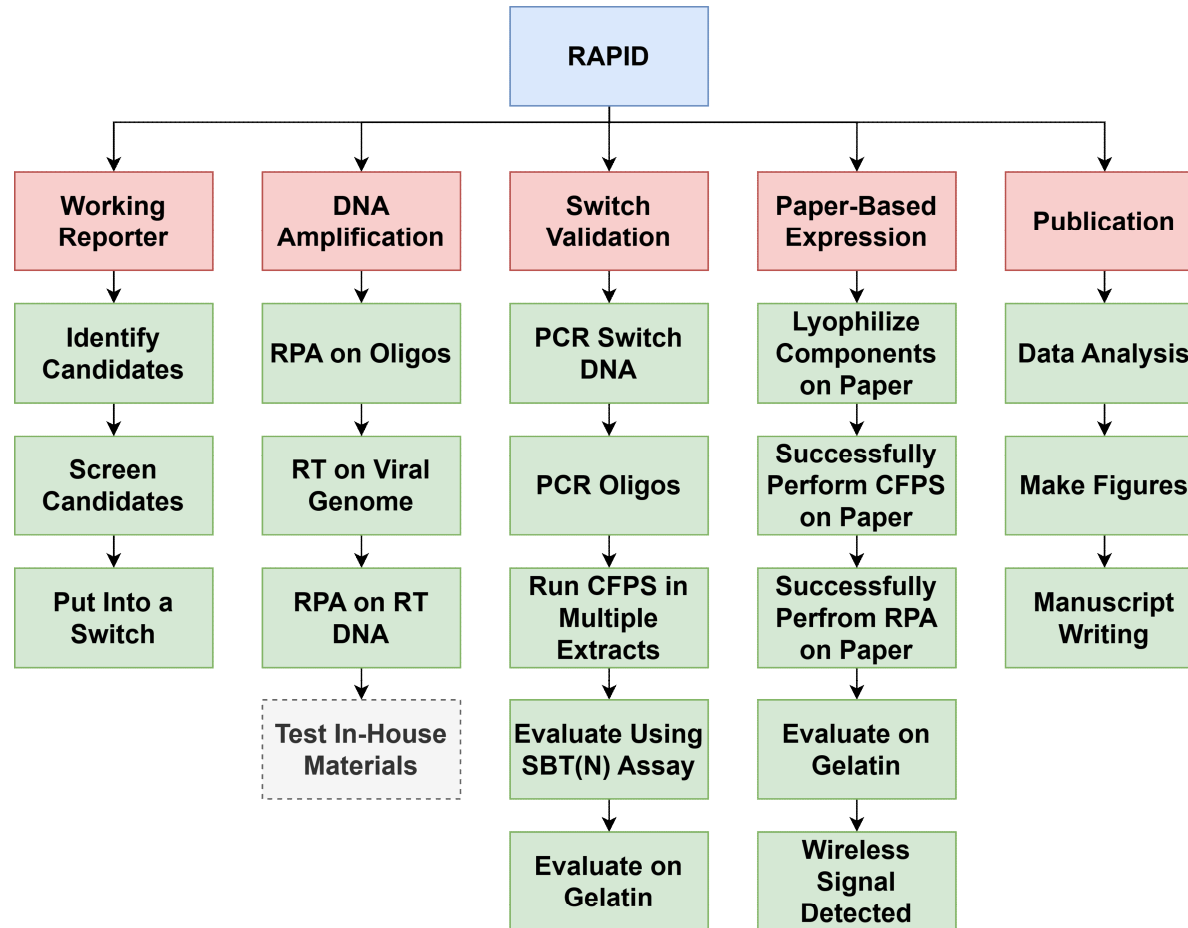 RAPID
Working
Reporter
DNA
Amplification
Switch
Validation
Paper-Based
Expression
Publication
Identify
Candidates
RPA on Oligos
PCR Switch
DNA
Lyophilize
Components
on Paper
Data Analysis
Screen
Candidates
RT on Viral
Genome
PCR Oligos
Successfully
Perform CFPS
on Paper
Make Figures
Put Into a
Switch
RPA on RT
DNA
Run CFPS in
Multiple
Extracts
Successfully
Perfrom RPA
on Paper
Manuscript
Writing
Test In-House
Materials
Evaluate Using
SBT(N) Assay
Evaluate on
Gelatin
Evaluate on
Gelatin
Wireless
Signal
Detected